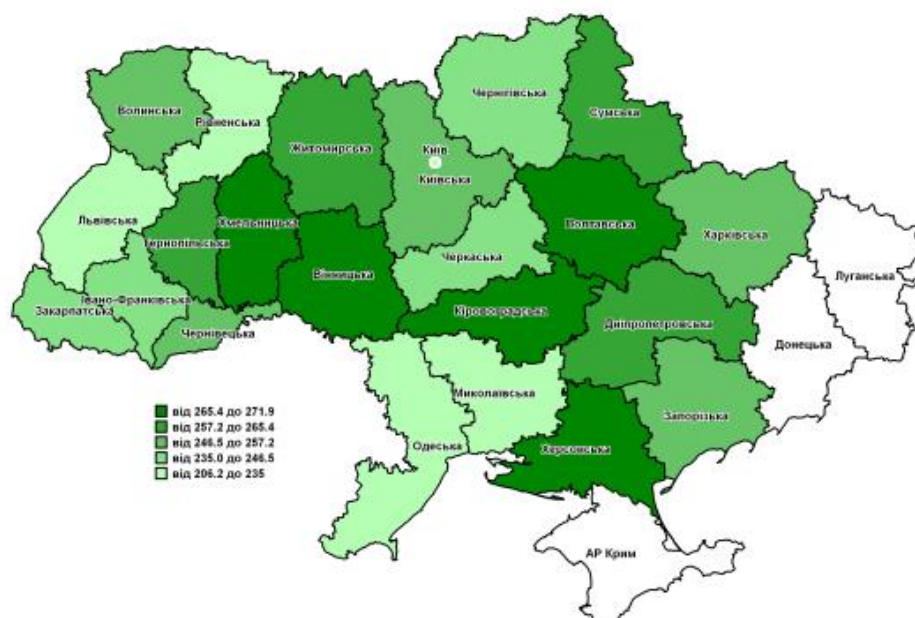 Чернігівська
Волинська
Рівненська
Сумська
Житомирська
Київ
Київська
Львівська
Хмельницька
Полтавська
Тернопільська
Харківська
Черкаська
Вінницька
Луганська
Івано-Франківська
Закарпатська
Кіровоградська
Дніпропетровська
Чернівецька
Донецька
Миколаївська
Запорізька
Одеська
Херсонська
АР Крим
від 265.4 до 271.9
від 257.2 до 265.4
від 246.5 до 257.2
від 235.0 до 246.5
від 206.2 до 235